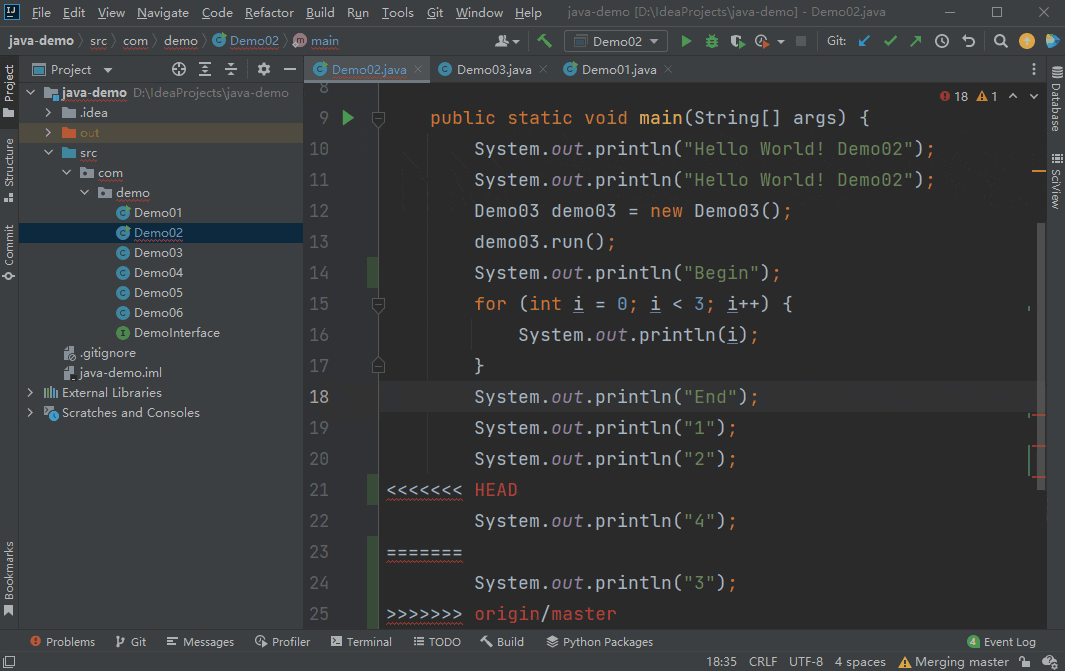 File Edit View Navigate Code Refactor Build Run Tools Git Window Help java-demo [D:\IdeaProjects\java-demo] - Demo02.java
java-demo src com demo Demo02 main Demo02 Git:
Project
Demo02.java Demo03.java Demo01.java
java-demo D:\IdeaProjects\java-demo
.idea
out
src
com
demo
Demo01
Demo02
Demo03
Demo04
Demo05
Demo06
DemoInterface
.gitignore
java-demo.iml
External Libraries
Scratches and Consoles
Project
Structure
Commit
Bookmarks
18 1
8
9 public static void main(String[] args) {
10 System.out.println("Hello World! Demo02");
11 System.out.println("Hello World! Demo02");
12 Demo03 demo03 = new Demo03();
13 demo03.run();
14 System.out.println("Begin");
15 for (int i = 0; i < 3; i++) {
16 System.out.println(i);
17 }
18 System.out.println("End");
19 System.out.println("1");
20 System.out.println("2");
21 <<<<<<< HEAD
22 System.out.println("4");
23 =======
24 System.out.println("3");
25 >>>>>>> origin/master
Database
SciView
Problems Git Messages Profiler Terminal TODO Build Python Packages 4 Event Log
18:35 CRLF UTF-8 4 spaces Merging master